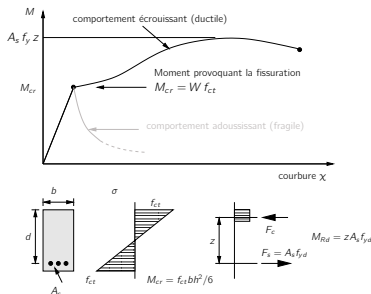 M
comportement écrouissant (ductile)
A_s f_y z
Moment provoquant la fissuration
M_cr
M_cr = W f_ct
comportement adoussissant (fragile)
courbure χ
b
σ
f_ct
d
z
F_c
M_Rd = zA_s f_yd
F_s = A_s f_yd
f_ct
M_cr = f_ct bh²/6
A_s